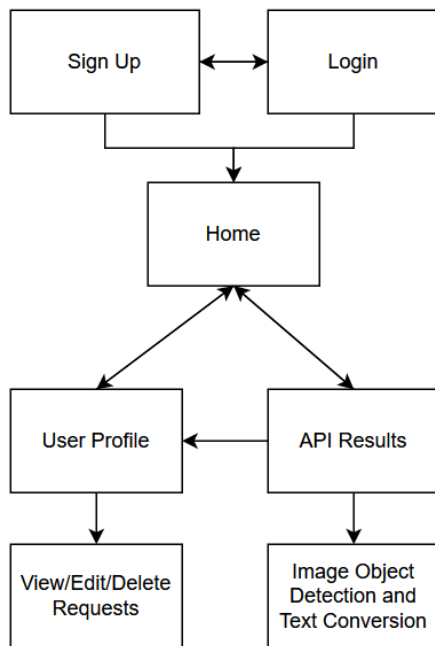 Sign Up
Login
Home
User Profile
API Results
View/Edit/Delete
Requests
Image Object
Detection and
Text Conversion